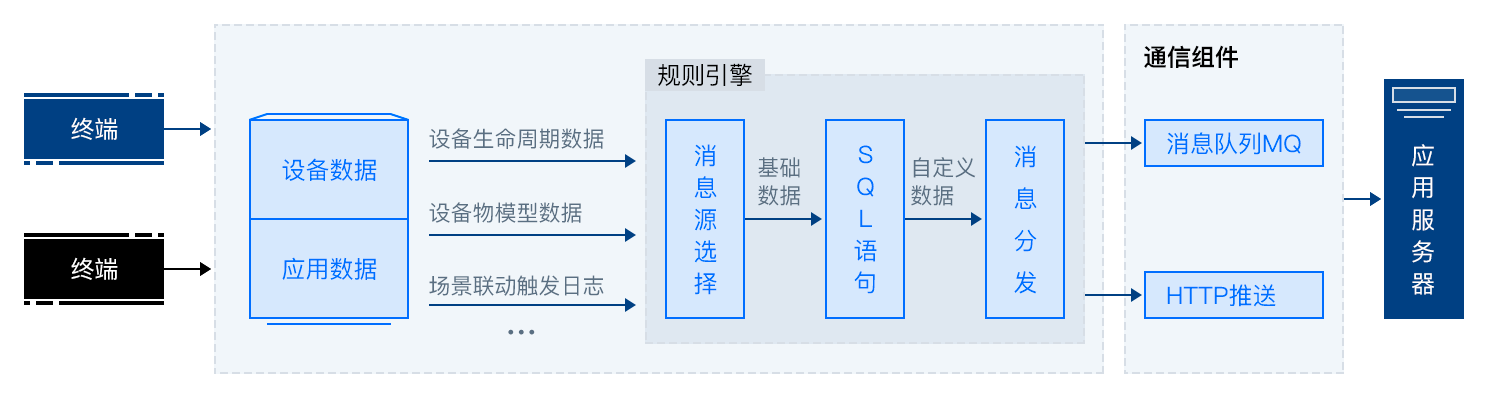 终端
终端
设备数据
应用数据
设备生命周期数据
设备物模型数据
场景联动触发日志
...
规则引擎
消息源选择
基础
数据
SQL语句
自定义
数据
消息分发
通信组件
消息队列MQ
HTTP推送
应用服务器